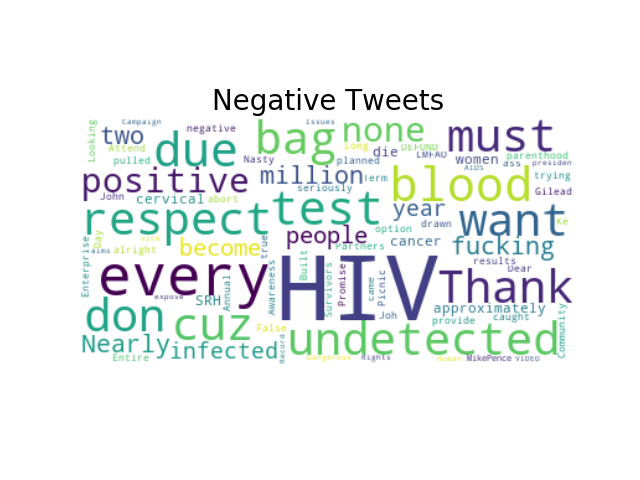 Negative Tweets
Looking Campaign Issues
two negative bag none must
Attend due Long DEFUND
pulled Nasty planned die LMFAO women parenthood
positive million Term AIDS ass presiden
John seriously blood trying
cervical abort test year Gilead
respect option drawn want Ke
Day true people cancer
alright become Partners fucking
aims vice Built results Dear
Enterprise every HIV Thank
expose SRH Annual Awareness Survivors Promise came Picnic approximately
don cuz False Joh provide caught
undetected Community
Nearly infected Record
Entire Dangerous Rights Human MikePence VIDEO